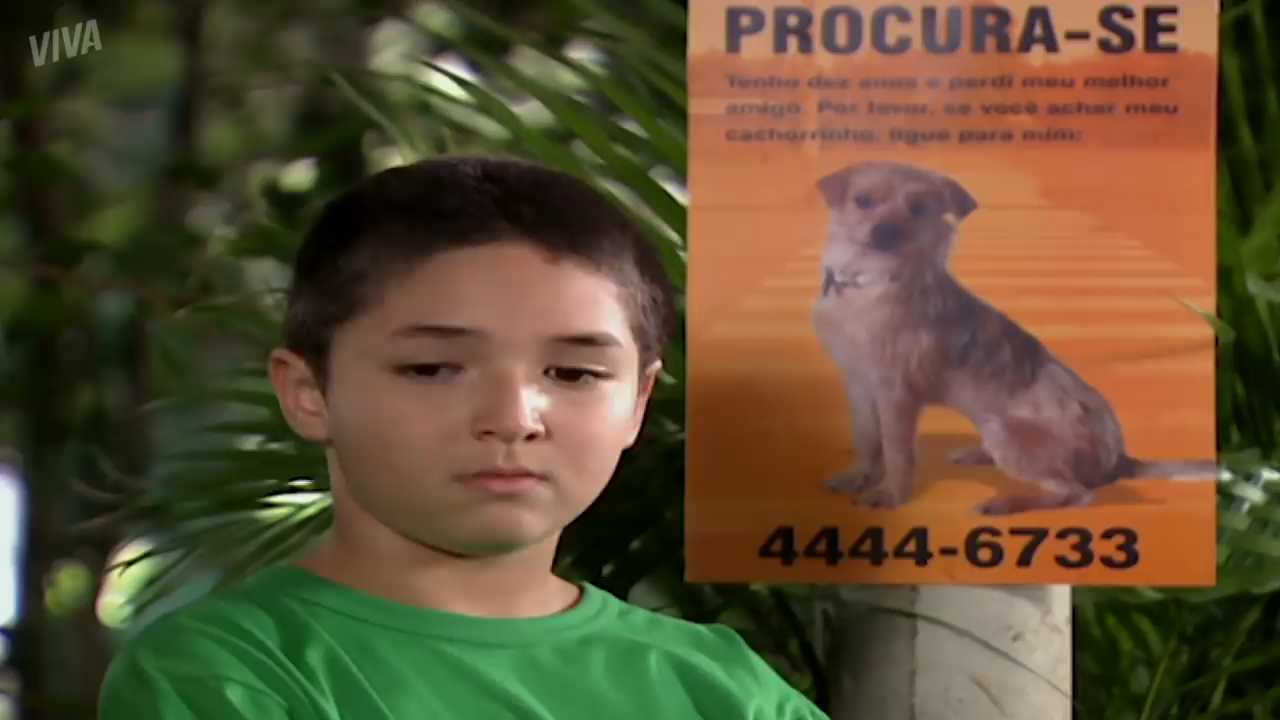 VIVA
PROCURA-SE
Tenho dez anos e perdi meu melhor
amigo. Por favor, se você achar meu
cachorrinho, ligue para mim:
4444-6733